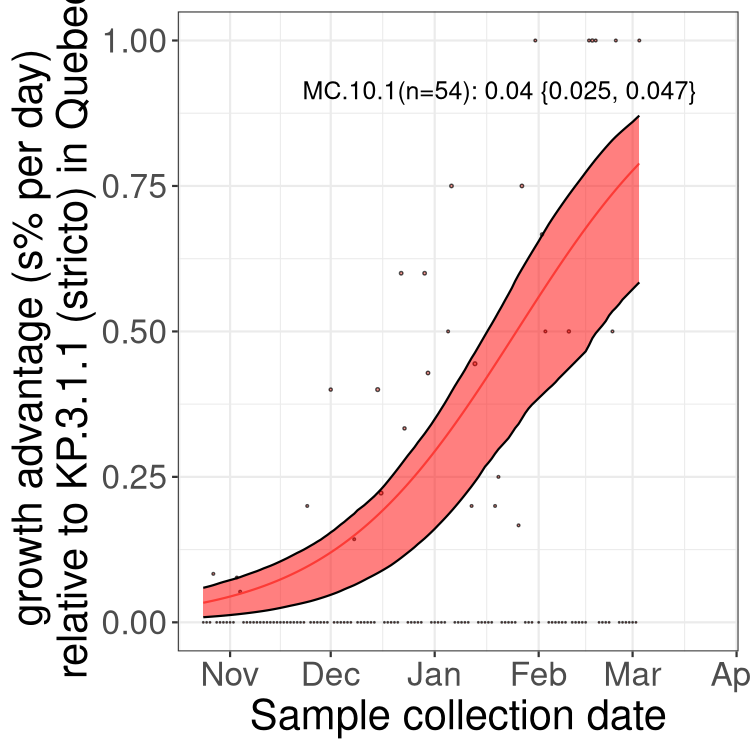 growth advantage (s% per day)
relative to KP.3.1.1 (stricto) in Quebec
1.00
0.75
0.50
0.25
0.00
MC.10.1(n=54): 0.04 {0.025, 0.047}
Nov Dec Jan Feb Mar Ap
Sample collection date